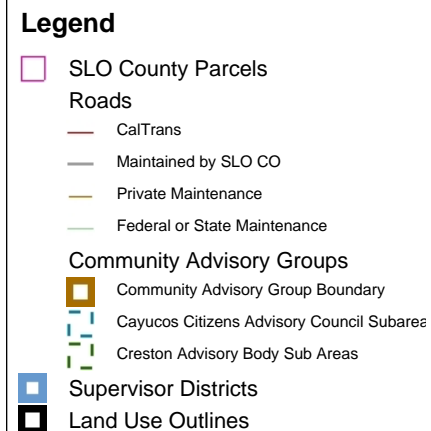 Legend
SLO County Parcels
Roads
CalTrans
Maintained by SLO CO
Private Maintenance
Federal or State Maintenance
Community Advisory Groups
Community Advisory Group Boundary
Cayucos Citizens Advisory Council Subarea
Creston Advisory Body Sub Areas
Supervisor Districts
Land Use Outlines